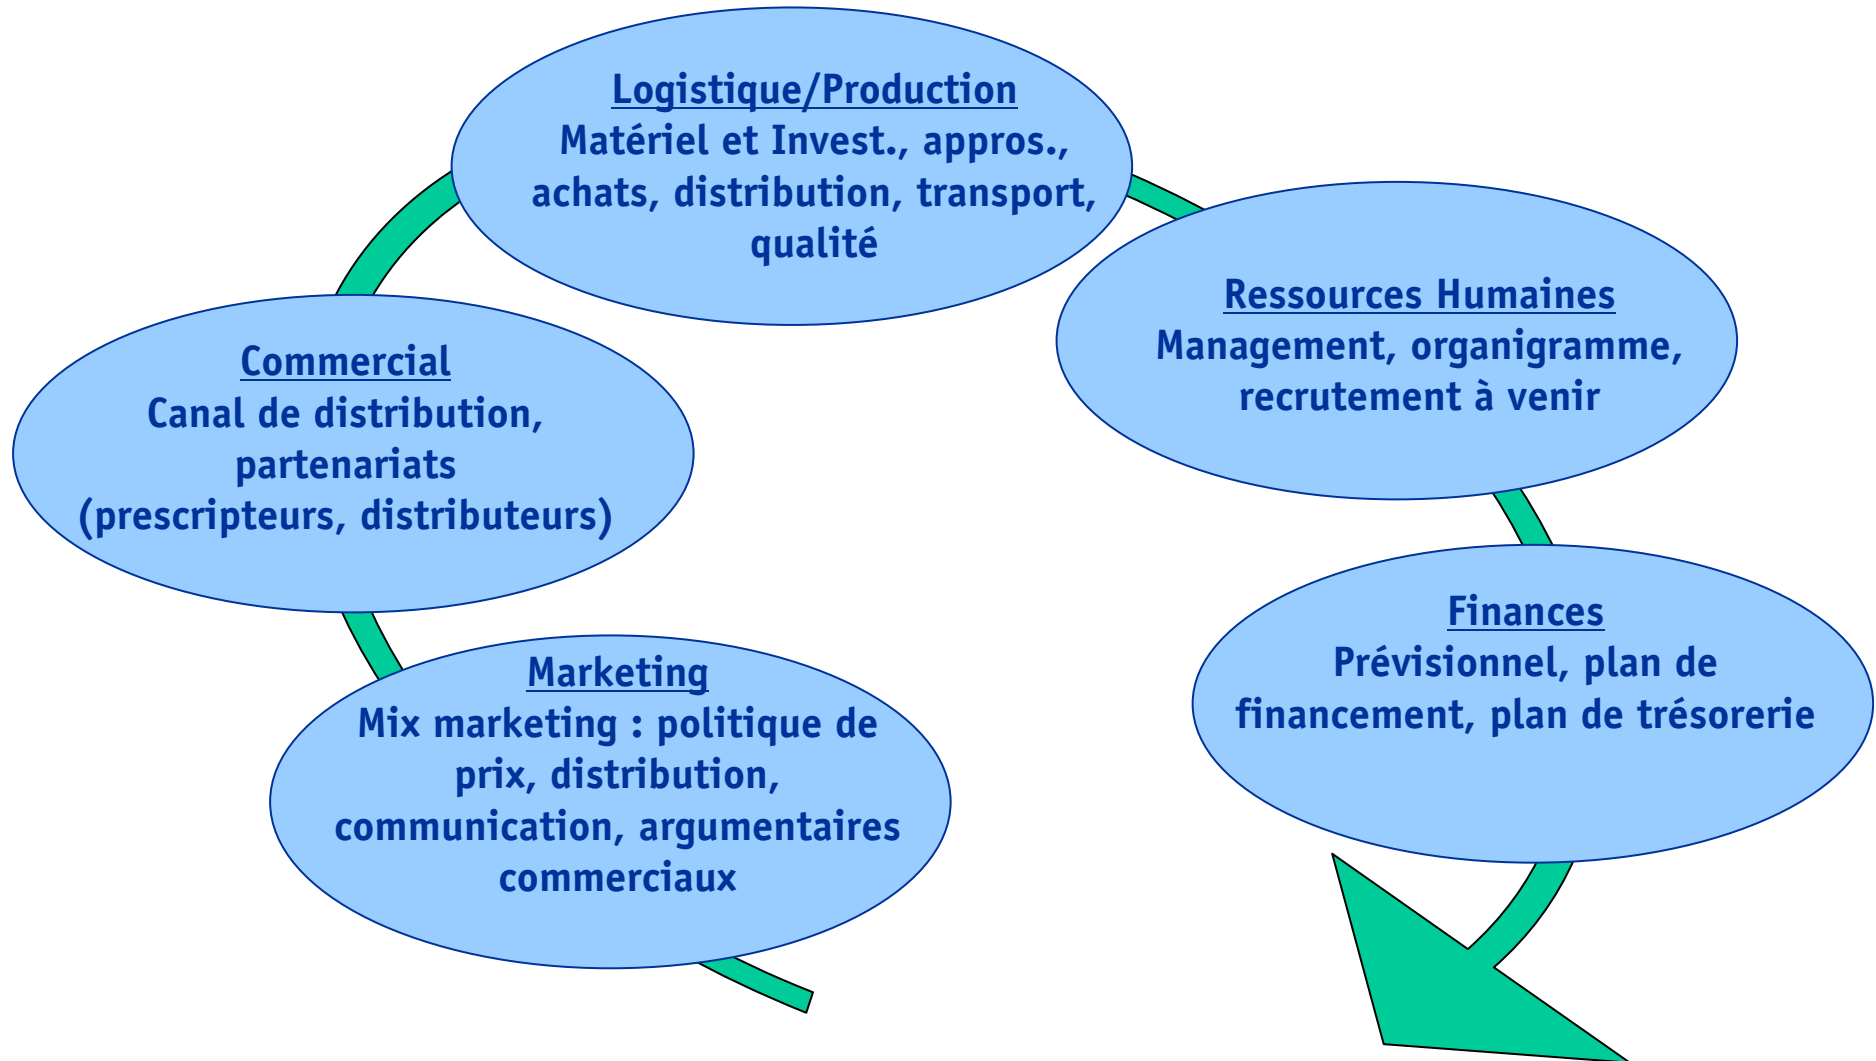 Logistique/Production
Matériel et Invest., appros.,
achats, distribution, transport,
qualité
Ressources Humaines
Management, organigramme,
recrutement à venir
Commercial
Canal de distribution,
partenariats
(prescripteurs, distributeurs)
Finances
Prévisionnel, plan de
financement, plan de trésorerie
Marketing
Mix marketing : politique de
prix, distribution,
communication, argumentaires
commerciaux